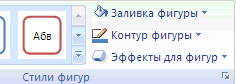 Абв
Заливка фигуры
Контур фигуры
Эффекты для фигур
Стили фигур